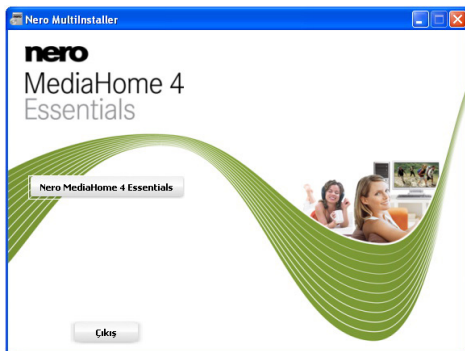 Nero MultiInstaller
nero
MediaHome 4
Essentials
Nero MediaHome 4 Essentials
Çıkış